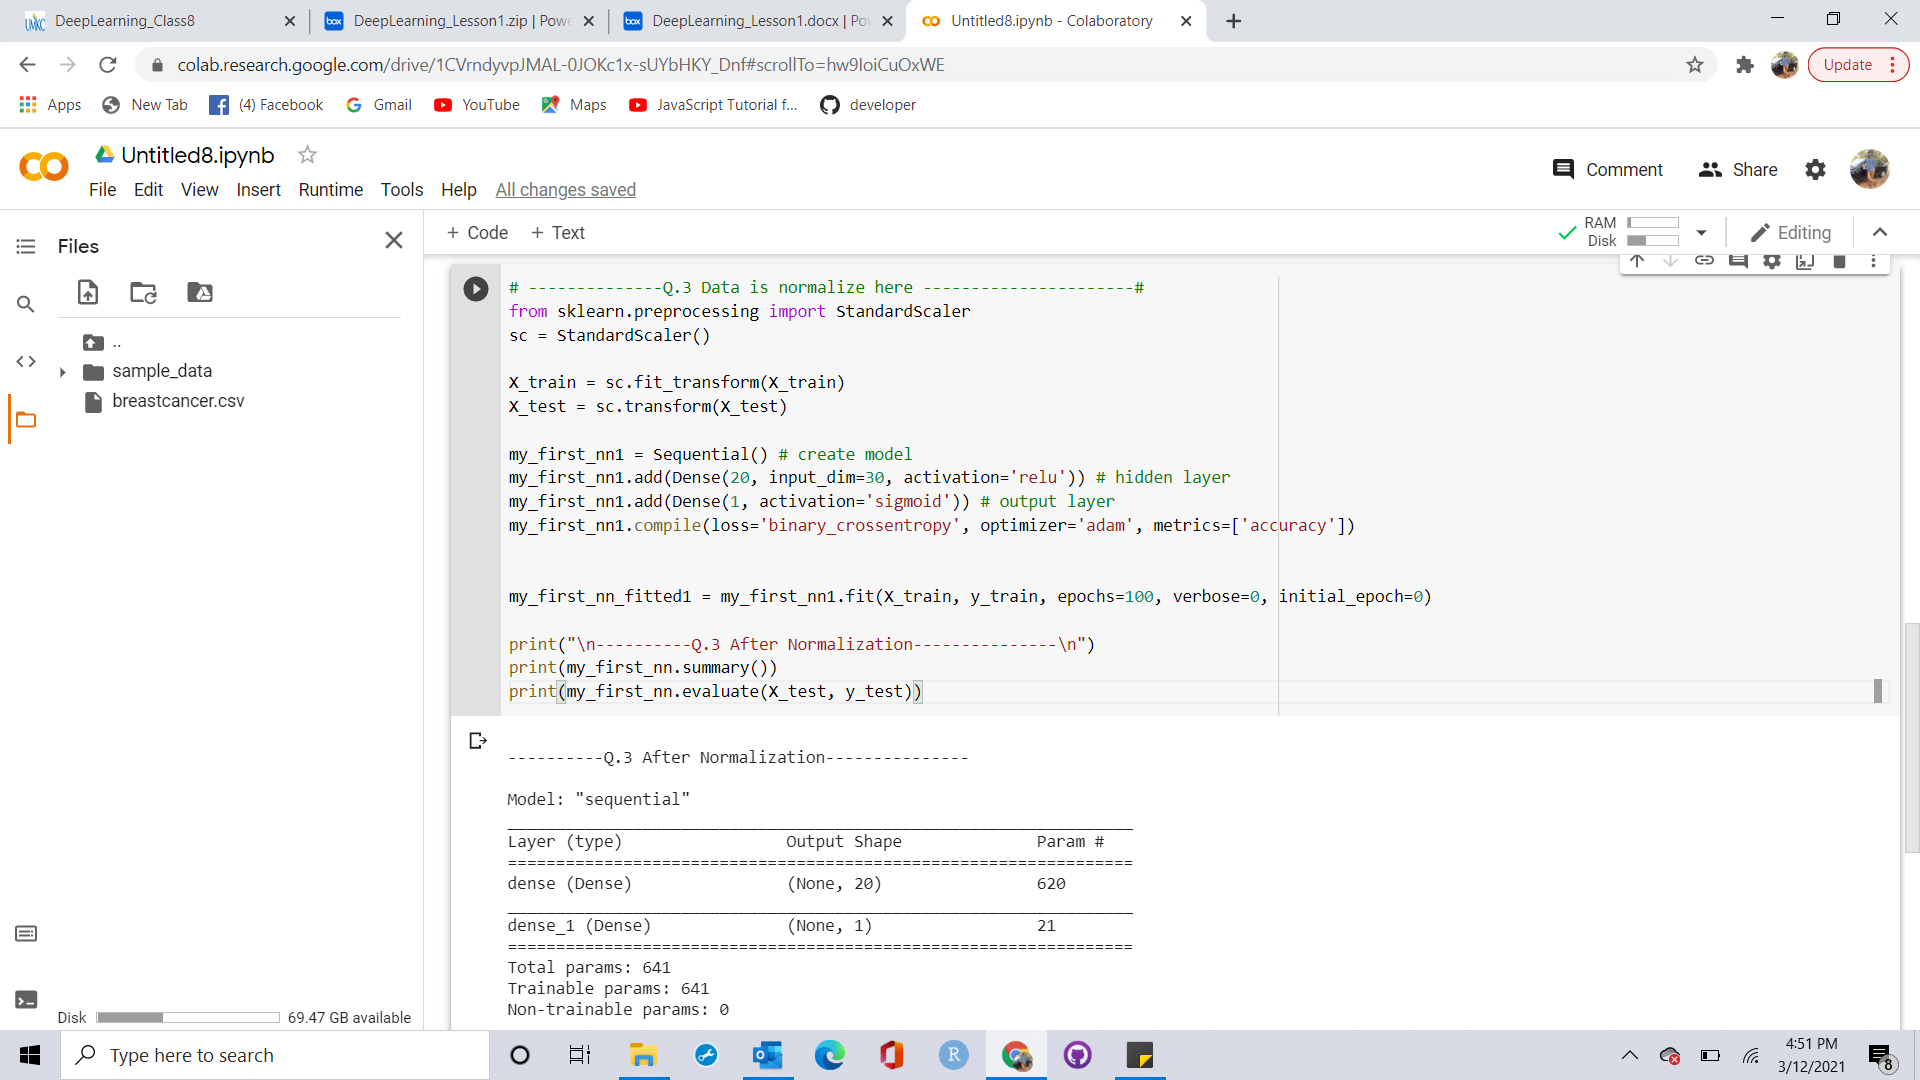 DeepLearning_Class8
DeepLearning_Lesson1.zip | Powe
DeepLearning_Lesson1.docx | Po
Untitled8.ipynb - Colaboratory
colab.research.google.com/drive/1CVrndyvpJMAL-0JOKc1x-sUYbHKY_Dnf#scrollTo=hw9IoiCuOxWE
Update
Apps New Tab (4) Facebook Gmail YouTube Maps JavaScript Tutorial f... developer
Untitled8.ipynb
File Edit View Insert Runtime Tools Help All changes saved
Comment Share
Files
+ Code + Text
RAM
Disk
Editing
..
sample_data
breastcancer.csv
# --------------Q.3 Data is normalize here ----------------------#
from sklearn.preprocessing import StandardScaler
sc = StandardScaler()
X_train = sc.fit_transform(X_train)
X_test = sc.transform(X_test)
my_first_nn1 = Sequential() # create model
my_first_nn1.add(Dense(20, input_dim=30, activation='relu')) # hidden layer
my_first_nn1.add(Dense(1, activation='sigmoid')) # output layer
my_first_nn1.compile(loss='binary_crossentropy', optimizer='adam', metrics=['accuracy'])
my_first_nn_fitted1 = my_first_nn1.fit(X_train, y_train, epochs=100, verbose=0, initial_epoch=0)
print("\n----------Q.3 After Normalization---------------\n")
print(my_first_nn.summary())
print(my_first_nn.evaluate(X_test, y_test))
----------Q.3 After Normalization---------------
Model: "sequential"
_________________________________________________________________
Layer (type) Output Shape Param #
=================================================================
dense (Dense) (None, 20) 620
_________________________________________________________________
dense_1 (Dense) (None, 1) 21
=================================================================
Total params: 641
Trainable params: 641
Non-trainable params: 0
Disk 69.47 GB available
Type here to search
4:51 PM
3/12/2021
8